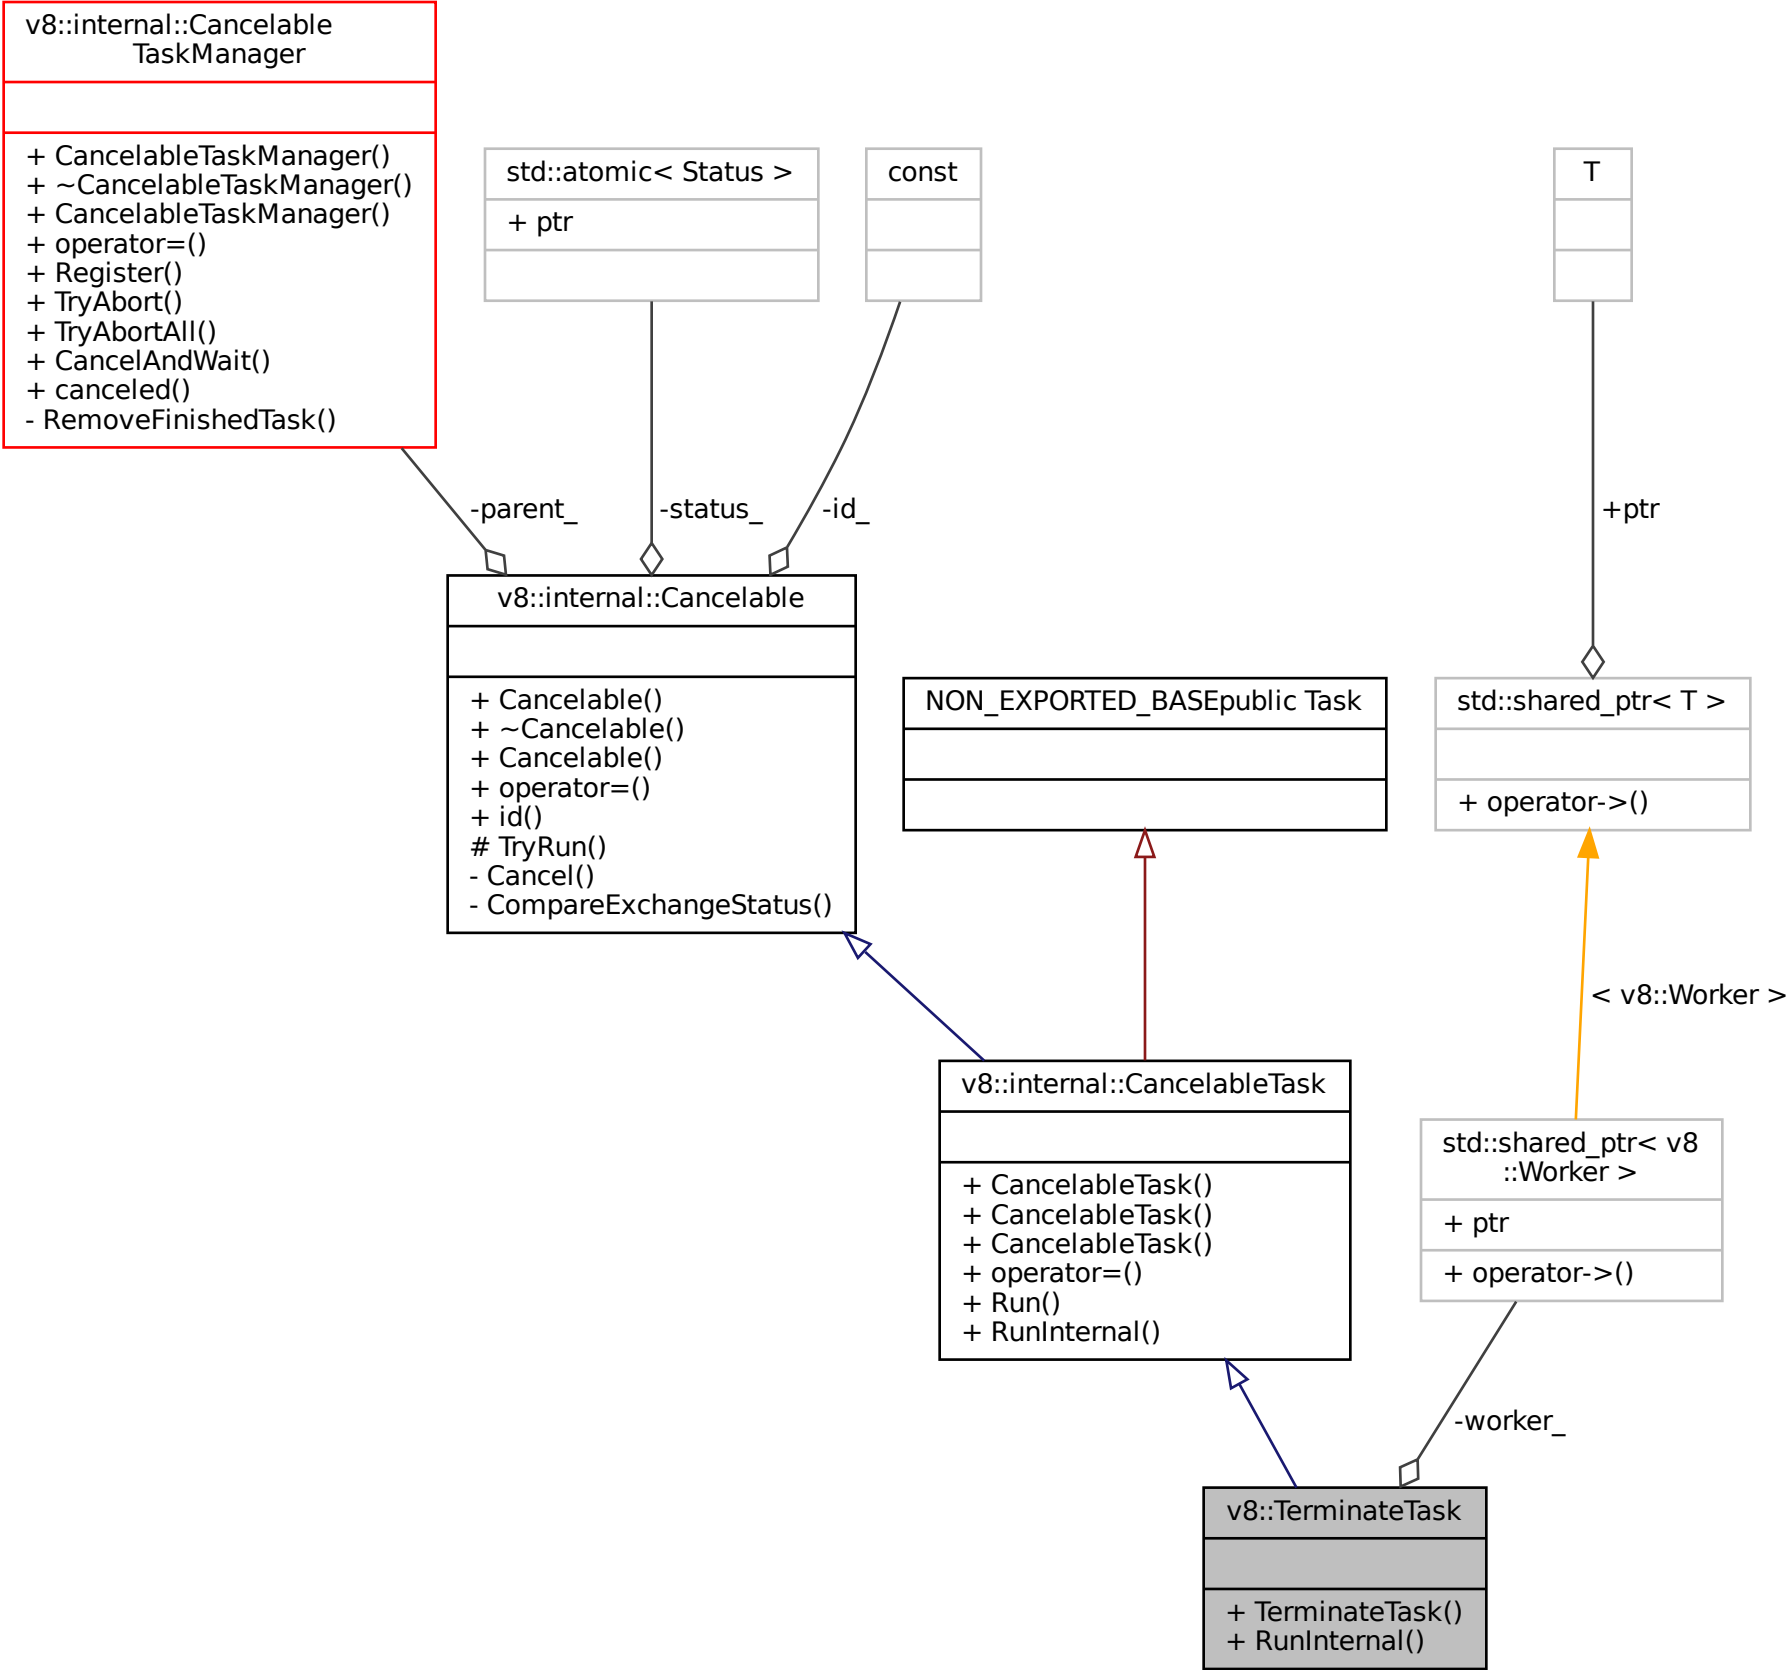 v8::internal::Cancelable
TaskManager
+ CancelableTaskManager()
+ ~CancelableTaskManager()
+ CancelableTaskManager()
+ operator=()
+ Register()
+ TryAbort()
+ TryAbortAll()
+ CancelAndWait()
+ canceled()
- RemoveFinishedTask()
std::atomic< Status >
+ ptr
const
T
-parent_
-status_
-id_
+ptr
v8::internal::Cancelable
+ Cancelable()
+ ~Cancelable()
+ Cancelable()
+ operator=()
+ id()
# TryRun()
- Cancel()
- CompareExchangeStatus()
NON_EXPORTED_BASEpublic Task
std::shared_ptr< T >
+ operator->()
< v8::Worker >
v8::internal::CancelableTask
+ CancelableTask()
+ CancelableTask()
+ CancelableTask()
+ operator=()
+ Run()
+ RunInternal()
std::shared_ptr< v8
::Worker >
+ ptr
+ operator->()
-worker_
v8::TerminateTask
+ TerminateTask()
+ RunInternal()